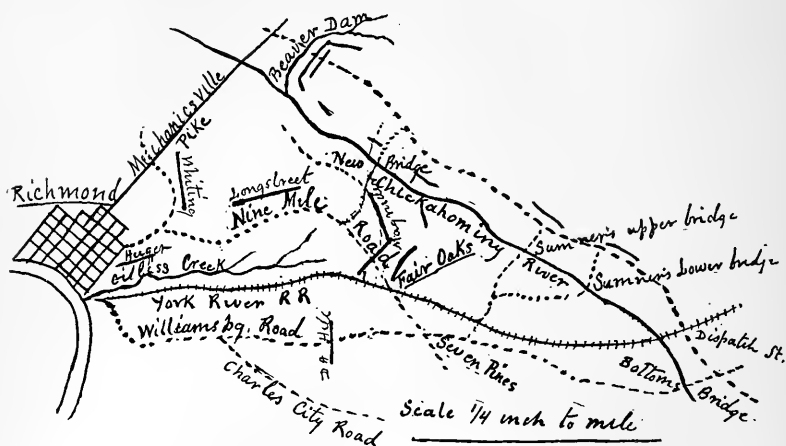 Beaver Dam
Mechanicsville
Pike
Whiting
Richmond
Longstreet
Nine Mile
Road
New Bridge
Chickahominy
River
Huger
Gilless Creek
Fair Oaks
Sumner's upper bridge
Sumner's Lower bridge
York River RR
Williamsbg. Road
D H Hill
Seven Pines
Dispatch St.
Bottoms
Bridge.
Charles City Road
Scale 1/4 inch to mile